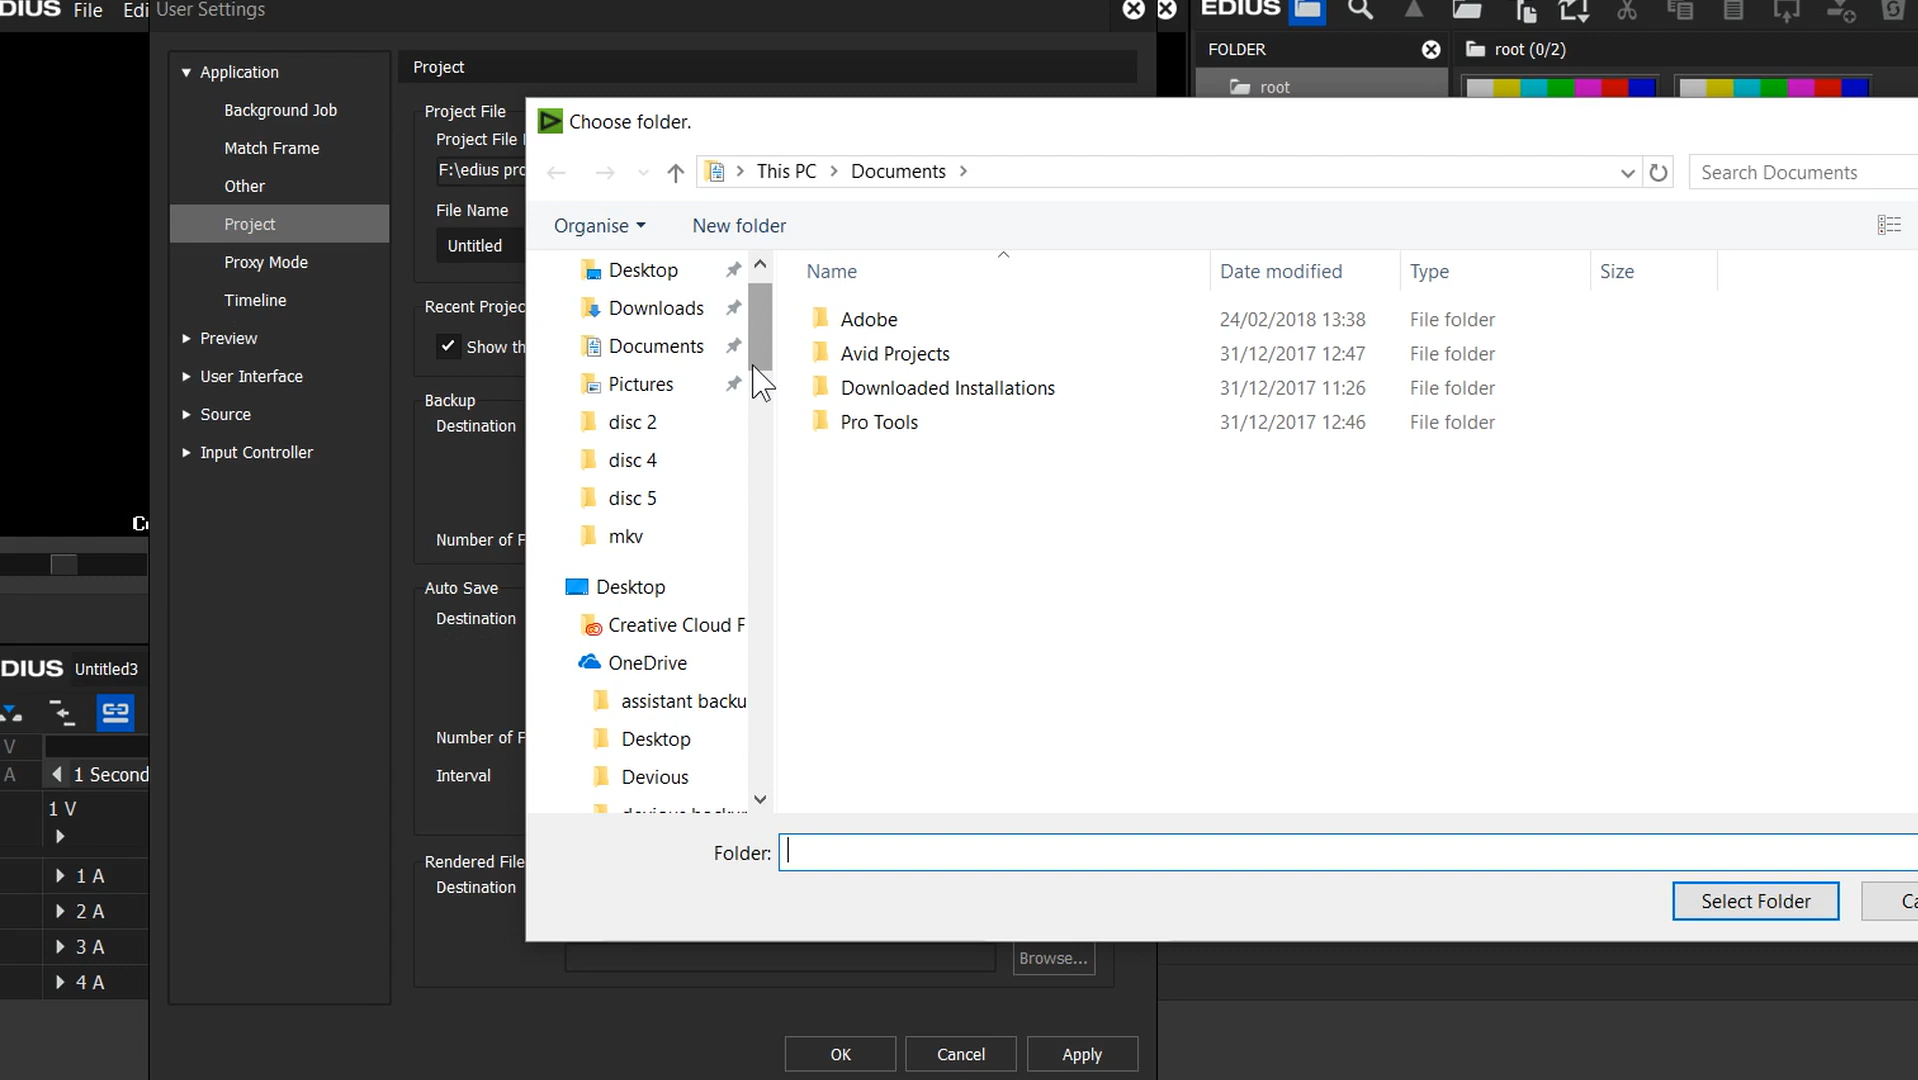 DIUS File Edi
User Settings
Application
Background Job
Match Frame
Other
Project
Proxy Mode
Timeline
Preview
User Interface
Source
Input Controller
Project
Project File
Project File
F:\edius pro
File Name
Untitled
Recent Projec
Show th
Backup
Destination
Number of F
Auto Save
Destination
Number of F
Interval
Rendered File
Destination
Browse...
OK Cancel Apply
DIUS Untitled3
V
A
1 Second
1 V
1 A
2 A
3 A
4 A
EDIUS
FOLDER
root
root (0/2)
Choose folder.
This PC Documents
Search Documents
Organise New folder
Desktop
Downloads
Documents
Pictures
disc 2
disc 4
disc 5
mkv
Desktop
Creative Cloud F
OneDrive
assistant backu
Desktop
Devious
Name Date modified Type Size
Adobe 24/02/2018 13:38 File folder
Avid Projects 31/12/2017 12:47 File folder
Downloaded Installations 31/12/2017 11:26 File folder
Pro Tools 31/12/2017 12:46 File folder
Folder:
Select Folder Ca